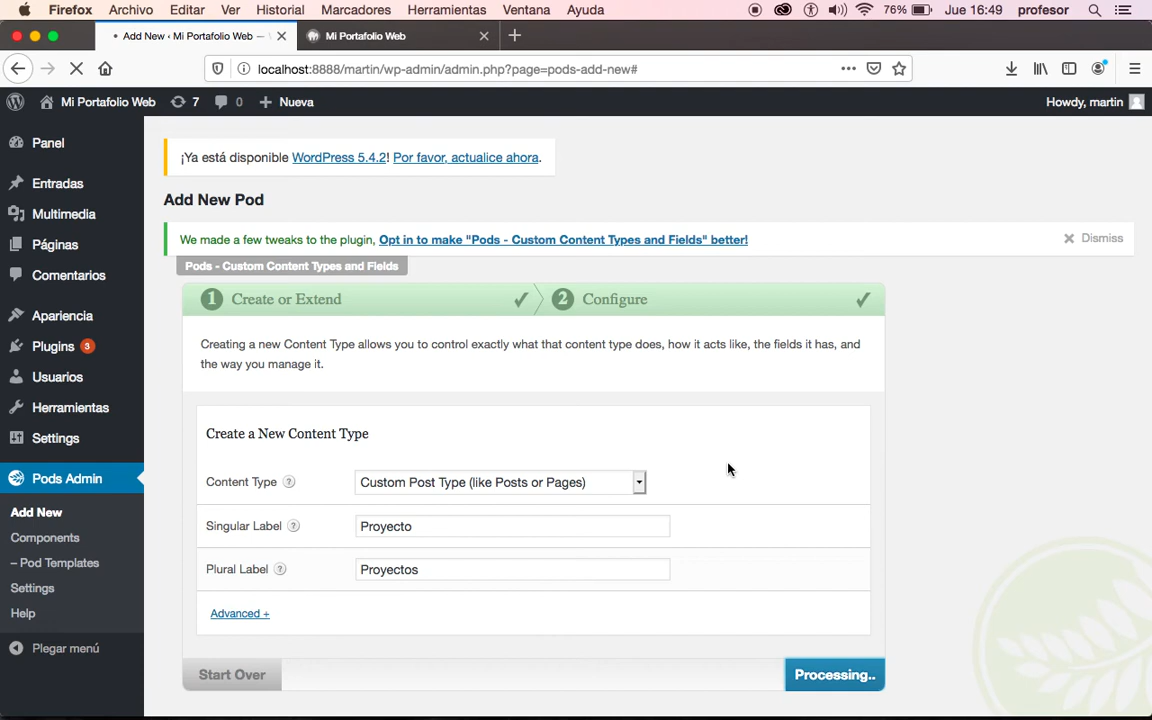 Firefox Archivo Editar Ver Historial Marcadores Herramientas Ventana Ayuda 76% Jue 16:49 profesor
Add New ‹ Mi Portafolio Web —
Mi Portafolio Web
localhost:8888/martin/wp-admin/admin.php?page=pods-add-new#
Mi Portafolio Web 7 0 + Nueva Howdy, martin
Panel
Entradas
Multimedia
Páginas
Comentarios
Apariencia
Plugins 3
Usuarios
Herramientas
Settings
Pods Admin
Add New
Components
– Pod Templates
Settings
Help
Plegar menú
¡Ya está disponible WordPress 5.4.2! Por favor, actualice ahora.
Add New Pod
We made a few tweaks to the plugin, Opt in to make "Pods - Custom Content Types and Fields" better! Dismiss
Pods - Custom Content Types and Fields
1 Create or Extend ✓ 2 Configure ✓
Creating a new Content Type allows you to control exactly what that content type does, how it acts like, the fields it has, and
the way you manage it.
Create a New Content Type
Content Type ? Custom Post Type (like Posts or Pages)
Singular Label ? Proyecto
Plural Label ? Proyectos
Advanced +
Start Over Processing..